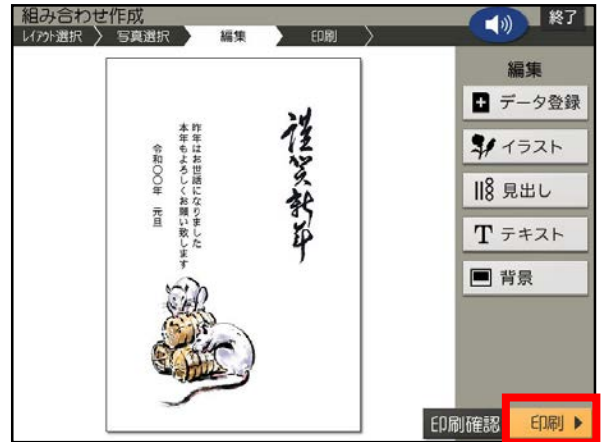 組み合わせ作成
終了
レイアウト選択
写真選択
編集
印刷
編集
データ登録
イラスト
見出し
テキスト
背景
謹賀新年
昨年はお世話になりました
本年もよろしくお願い致します
令和〇〇年 元旦
印刷確認
印刷